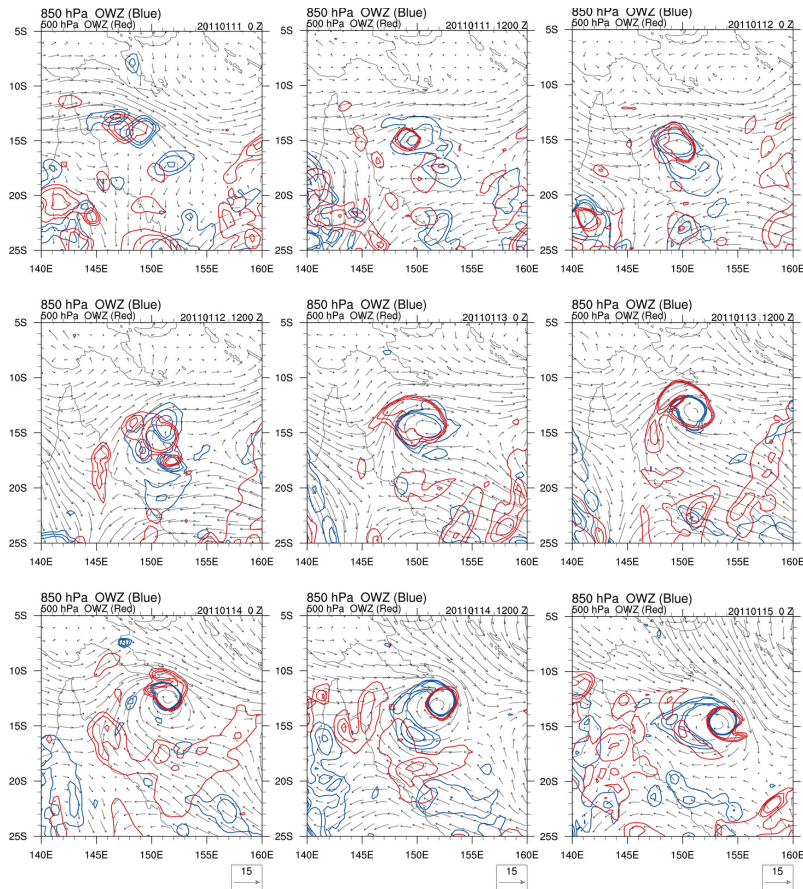 850 hPa OWZ (Blue)
500 hPa OWZ (Red) 20110111 0 Z
5S
10S
15S
20S
25S
140E 145E 150E 155E 160E
850 hPa OWZ (Blue)
500 hPa OWZ (Red) 20110111 1200 Z
5S
10S
15S
20S
25S
140E 145E 150E 155E 160E
850 hPa OWZ (Blue)
500 hPa OWZ (Red) 20110112 0 Z
5S
10S
15S
20S
25S
140E 145E 150E 155E 160E
850 hPa OWZ (Blue)
500 hPa OWZ (Red) 20110112 1200 Z
5S
10S
15S
20S
25S
140E 145E 150E 155E 160E
850 hPa OWZ (Blue)
500 hPa OWZ (Red) 20110113 0 Z
5S
10S
15S
20S
25S
140E 145E 150E 155E 160E
850 hPa OWZ (Blue)
500 hPa OWZ (Red) 20110113 1200 Z
5S
10S
15S
20S
25S
140E 145E 150E 155E 160E
850 hPa OWZ (Blue)
500 hPa OWZ (Red) 20110114 0 Z
5S
10S
15S
20S
25S
140E 145E 150E 155E 160E
15
850 hPa OWZ (Blue)
500 hPa OWZ (Red) 20110114 1200 Z
5S
10S
15S
20S
25S
140E 145E 150E 155E 160E
15
850 hPa OWZ (Blue)
500 hPa OWZ (Red) 20110115 0 Z
5S
10S
15S
20S
25S
140E 145E 150E 155E 160E
15